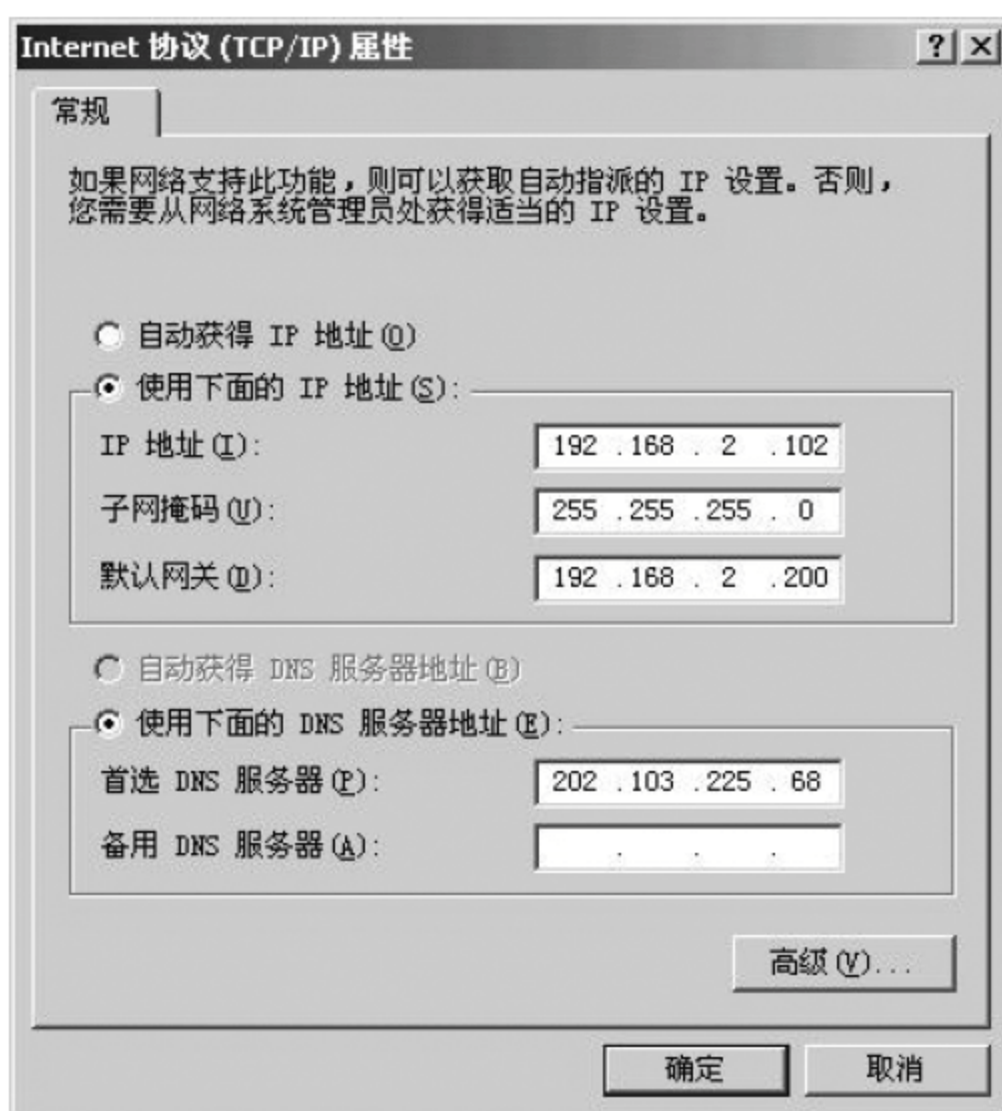 Internet 协议 (TCP/IP) 属性
常规
如果网络支持此功能，则可以获取自动指派的 IP 设置。否则，
您需要从网络系统管理员处获得适当的 IP 设置。
自动获得 IP 地址(O)
使用下面的 IP 地址(S):
IP 地址(I): 192 .168 . 2 .102
子网掩码(U): 255 .255 .255 . 0
默认网关(D): 192 .168 . 2 .200
自动获得 DNS 服务器地址(B)
使用下面的 DNS 服务器地址(E):
首选 DNS 服务器(P): 202 .103 .225 . 68
备用 DNS 服务器(A): . . .
高级(V)...
确定 取消